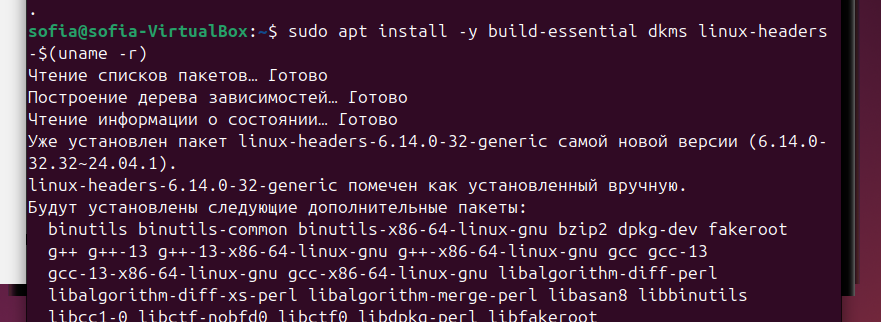 .
sofia@sofia-VirtualBox:~$ sudo apt install -y build-essential dkms linux-headers
-$(uname -r)
Чтение списков пакетов… Готово
Построение дерева зависимостей… Готово
Чтение информации о состоянии… Готово
Уже установлен пакет linux-headers-6.14.0-32-generic самой новой версии (6.14.0-
32.32~24.04.1).
linux-headers-6.14.0-32-generic помечен как установленный вручную.
Будут установлены следующие дополнительные пакеты:
  binutils binutils-common binutils-x86-64-linux-gnu bzip2 dpkg-dev fakeroot
  g++ g++-13 g++-13-x86-64-linux-gnu g++-x86-64-linux-gnu gcc gcc-13
  gcc-13-x86-64-linux-gnu gcc-x86-64-linux-gnu libalgorithm-diff-perl
  libalgorithm-diff-xs-perl libalgorithm-merge-perl libasan8 libbinutils
  libcc1-0 libctf-nobfd0 libctf0 libdpkg-perl libfakeroot